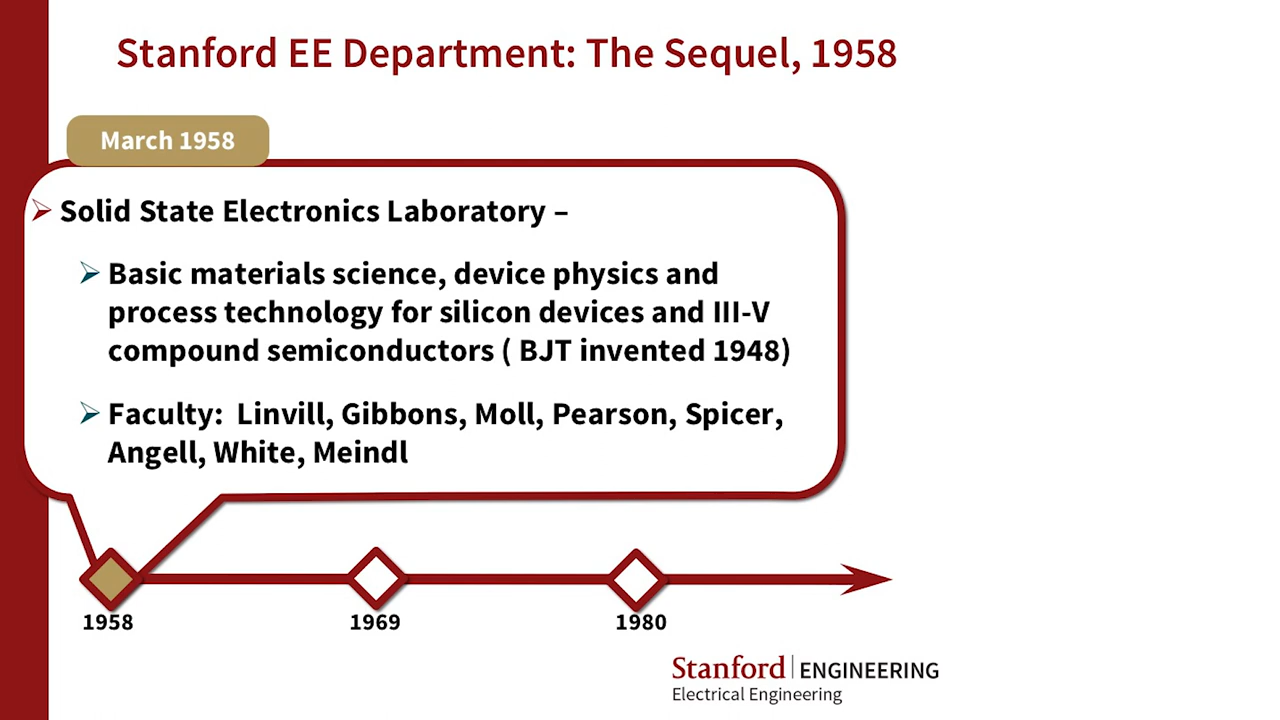 Stanford EE Department: The Sequel, 1958
March 1958
Solid State Electronics Laboratory –
Basic materials science, device physics and
process technology for silicon devices and III-V
compound semiconductors ( BJT invented 1948)
Faculty:  Linvill, Gibbons, Moll, Pearson, Spicer,
Angell, White, Meindl
1958
1969
1980
Stanford | ENGINEERING
Electrical Engineering